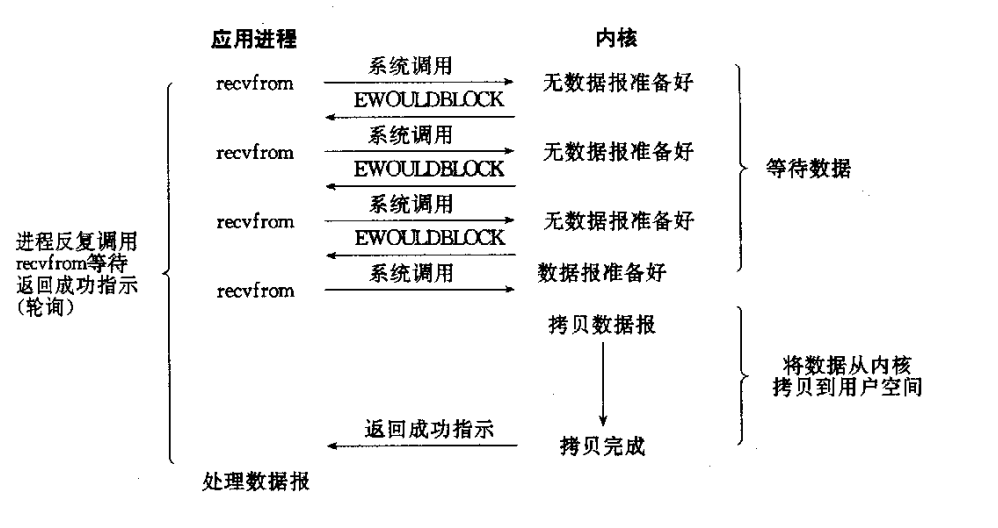 应用进程
内核
recvfrom
系统调用
无数据报准备好
EWOULDBLOCK
recvfrom
系统调用
无数据报准备好
EWOULDBLOCK
等待数据
recvfrom
系统调用
无数据报准备好
EWOULDBLOCK
进程反复调用
recvfrom等待
返回成功指示
(轮询)
recvfrom
系统调用
数据报准备好
拷贝数据报
将数据从内核
拷贝到用户空间
返回成功指示
拷贝完成
处理数据报